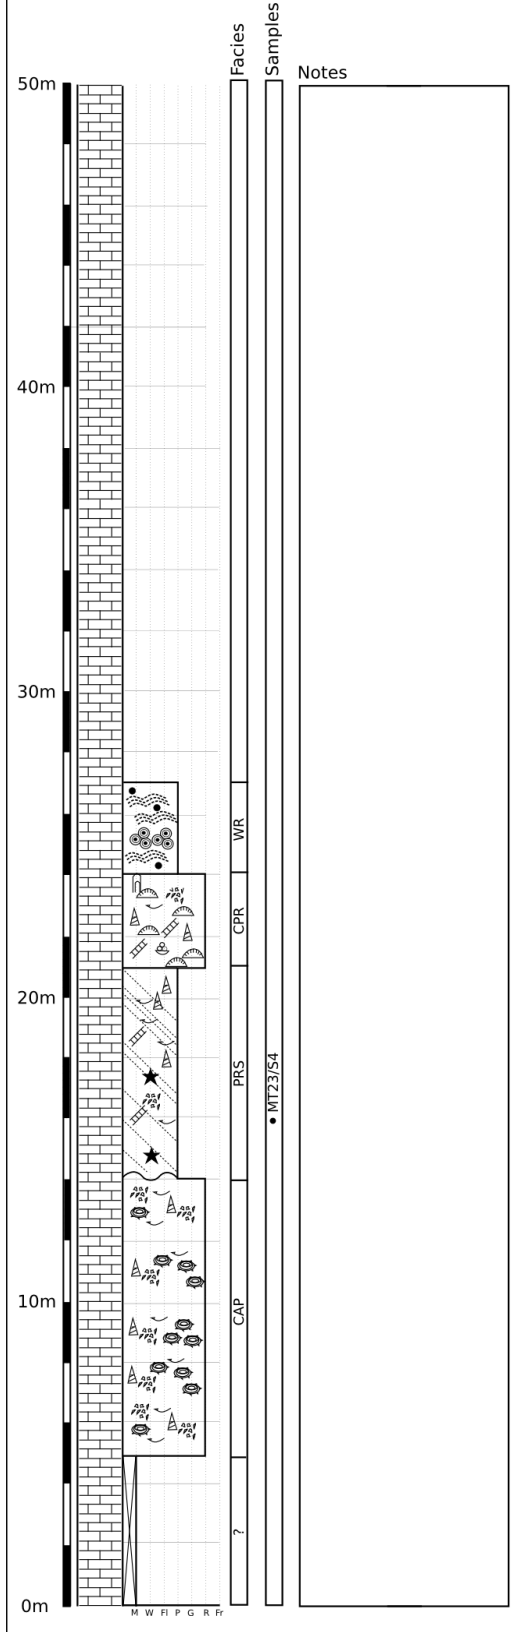 Facies
Samples
Notes
50m
40m
30m
WR
CPR
20m
PRS
MT23/S4
10m
CAP
?
0m
M W Fl P G R Fr